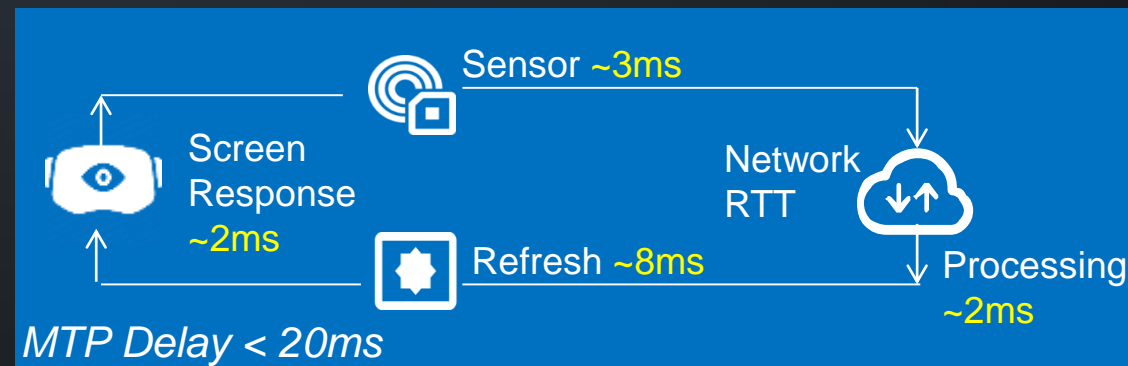 Sensor ~3ms
Screen
Response
~2ms
Network
RTT
Refresh ~8ms
Processing
~2ms
MTP Delay < 20ms